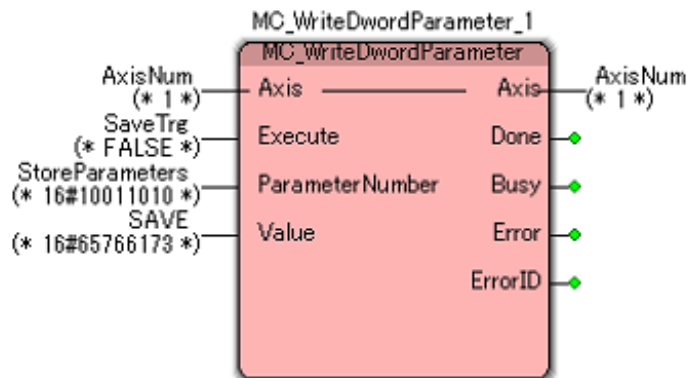 MC_WriteDwordParameter_1
MC_WriteDwordParameter
AxisNum
(* 1 *)
Axis
Axis
AxisNum
(* 1 *)
SaveTrg
(* FALSE *)
Execute
Done
StoreParameters
(* 16#10011010 *)
ParameterNumber
Busy
SAVE
(* 16#65766173 *)
Value
Error
ErrorID